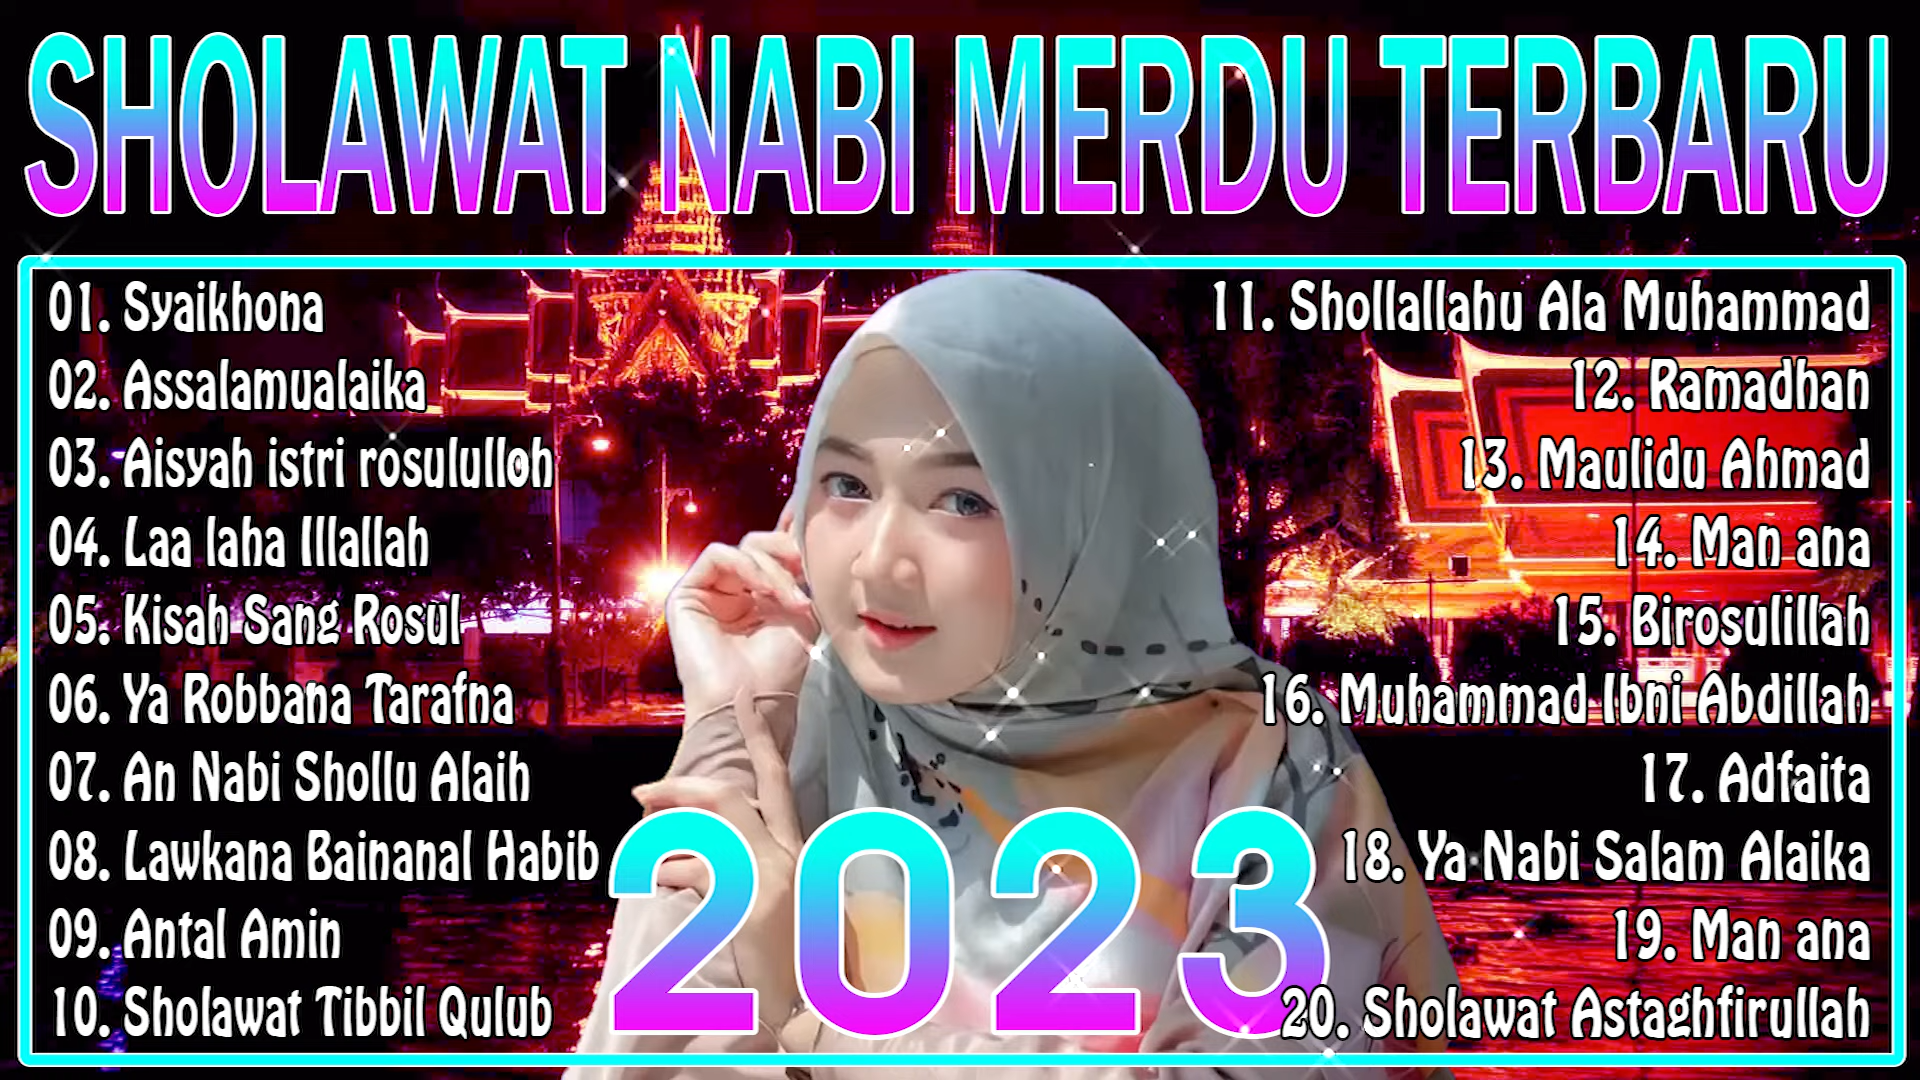 SHOLAWAT NABI MERDU TERBARU
01. Syaikhona
02. Assalamualaika
03. Aisyah istri rosululloh
04. Laa laha Illallah
05. Kisah Sang Rosul
06. Ya Robbana Tarafna
07. An Nabi Shollu Alaih
08. Lawkana Bainanal Habib
09. Antal Amin
10. Sholawat Tibbil Qulub
11. Shollallahu Ala Muhammad
12. Ramadhan
13. Maulidu Ahmad
14. Man ana
15. Birosulillah
16. Muhammad Ibni Abdillah
17. Adfaita
18. Ya Nabi Salam Alaika
19. Man ana
20. Sholawat Astaghfirullah
2023